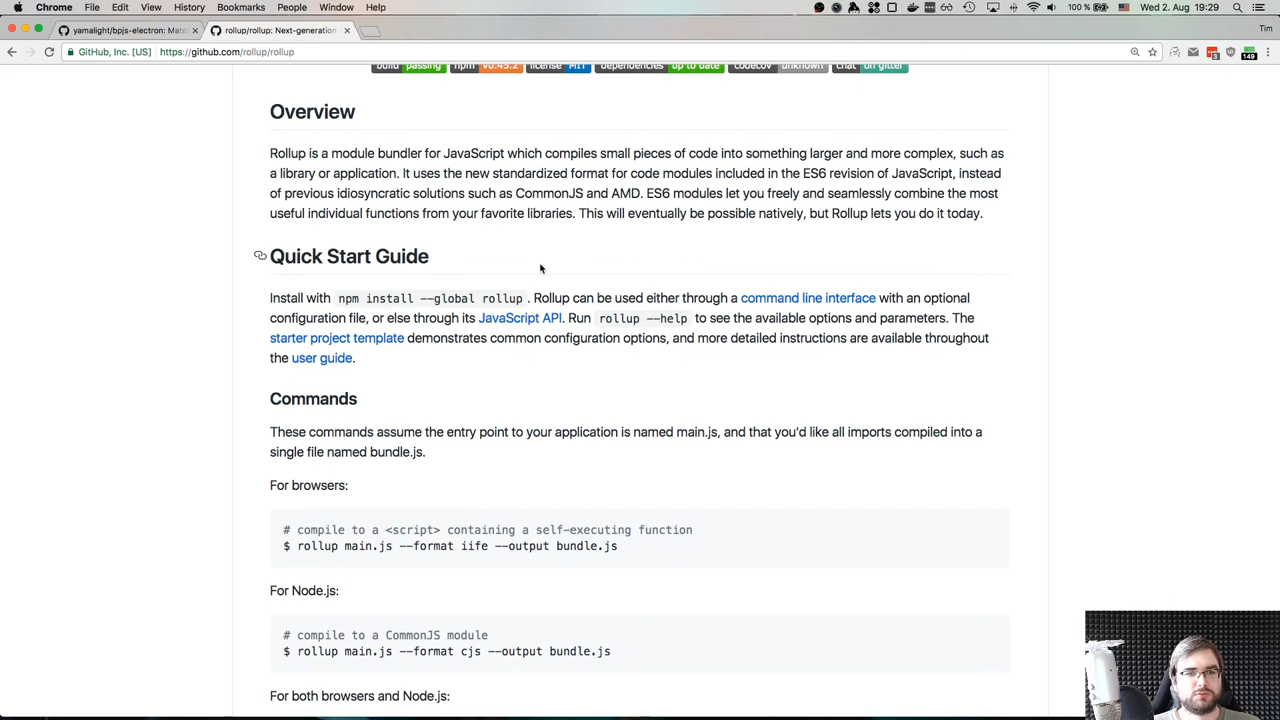 Chrome File Edit View History Bookmarks People Window Help 100 % Wed 2. Aug 19:29
yamalight/bpjs-electron: Mate × rollup/rollup: Next-generation × Tim
GitHub, Inc. [US] https://github.com/rollup/rollup 3 149
build passing npm v0.45.2 license MIT dependencies up to date codecov unknown chat on gitter
Overview
Rollup is a module bundler for JavaScript which compiles small pieces of code into something larger and more complex, such as
a library or application. It uses the new standardized format for code modules included in the ES6 revision of JavaScript, instead
of previous idiosyncratic solutions such as CommonJS and AMD. ES6 modules let you freely and seamlessly combine the most
useful individual functions from your favorite libraries. This will eventually be possible natively, but Rollup lets you do it today.
Quick Start Guide
Install with npm install --global rollup . Rollup can be used either through a command line interface with an optional
configuration file, or else through its JavaScript API. Run rollup --help to see the available options and parameters. The
starter project template demonstrates common configuration options, and more detailed instructions are available throughout
the user guide.
Commands
These commands assume the entry point to your application is named main.js, and that you'd like all imports compiled into a
single file named bundle.js.
For browsers:
# compile to a <script> containing a self-executing function
$ rollup main.js --format iife --output bundle.js
For Node.js:
# compile to a CommonJS module
$ rollup main.js --format cjs --output bundle.js
For both browsers and Node.js: